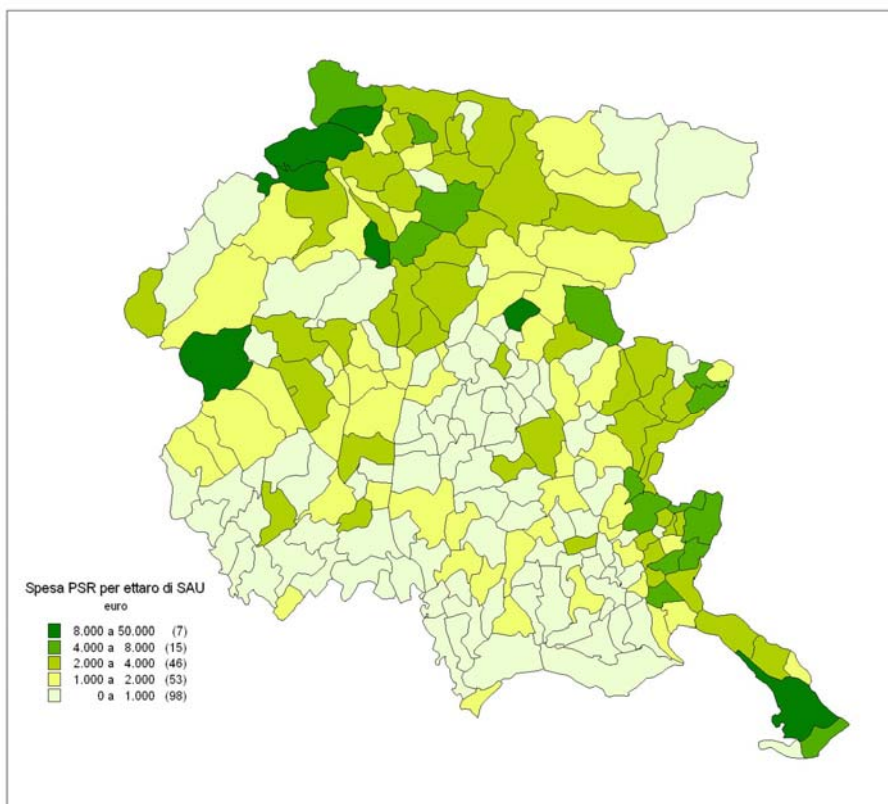 Spesa PSR per ettaro di SAU
euro
8.000 a 50.000 (7)
4.000 a 8.000 (15)
2.000 a 4.000 (46)
1.000 a 2.000 (53)
0 a 1.000 (98)